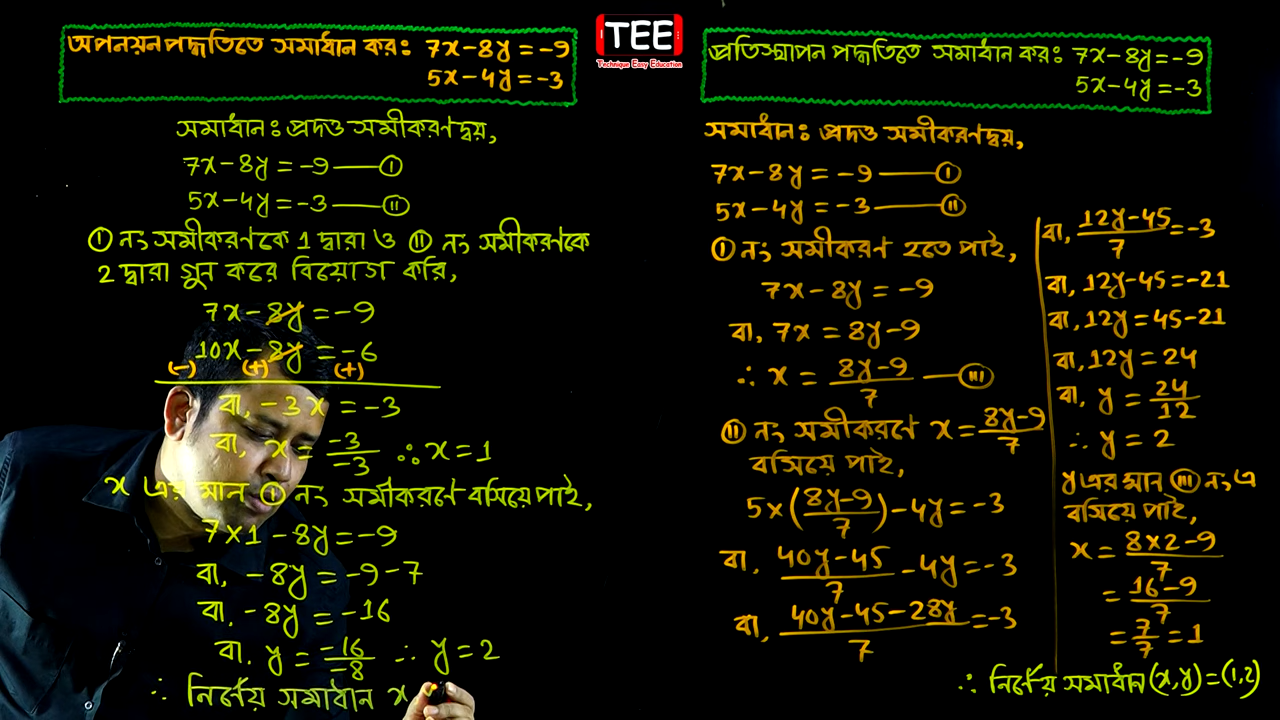 অপনয়ন পদ্ধতিতে সমাধান করঃ 7x-8y=-9
5x-4y=-3
সমাধানঃ প্রদত্ত সমীকরণদ্বয়,
7x-8y=-9 — (i)
5x-4y=-3 — (ii)
(i) নং সমীকরণকে 1 দ্বারা ও (ii) নং সমীকরণকে
2 দ্বারা গুন করে বিয়োগ করি,
7x-8y=-9
10x-8y=-6
(-) (+) (+)
বা, -3x=-3
বা, x=-3/-3 ∴ x=1
x এর মান (i) নং সমীকরণে বসিয়ে পাই,
7×1-8y=-9
বা, -8y=-9-7
বা, -8y=-16
বা, y=-16/-8 ∴ y=2
∴ নির্ণেয় সমাধান x
TEE
Technique Easy Education
প্রতিস্থাপন পদ্ধতিতে সমাধান করঃ 7x-8y=-9
5x-4y=-3
সমাধানঃ প্রদত্ত সমীকরণদ্বয়,
7x-8y=-9 — (i)
5x-4y=-3 — (ii)
(i) নং সমীকরণ হতে পাই,
7x-8y=-9
বা, 7x=8y-9
∴ x=8y-9/7 — (iii)
(ii) নং সমীকরণে x=8y-9/7
বসিয়ে পাই,
5×(8y-9/7)-4y=-3
বা, 40y-45/7-4y=-3
বা, 40y-45-28y/7=-3
বা, 12y-45/7=-3
বা, 12y-45=-21
বা, 12y=45-21
বা, 12y=24
বা, y=24/12
∴ y=2
y এর মান (iii) নং এ
বসিয়ে পাই,
x=8×2-9/7
=16-9/7
=7/7=1
∴ নির্ণেয় সমাধান (x,y)=(1,2)